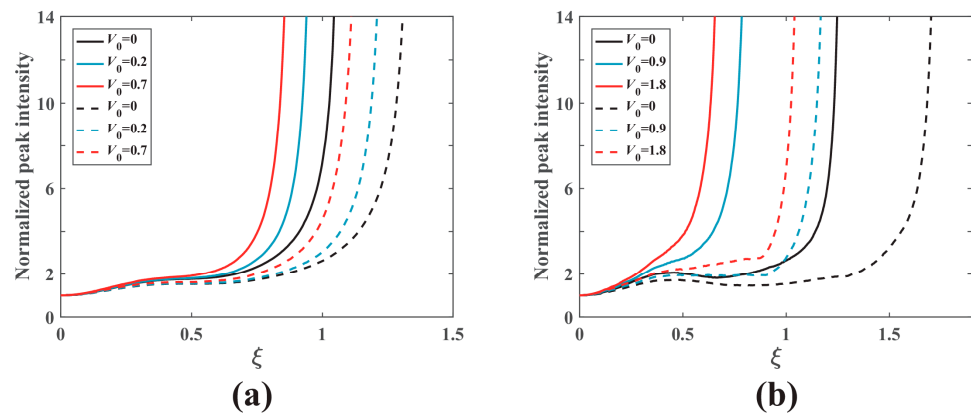 14
10
6
2
0
Normalized peak intensity
V0=0
V0=0.2
V0=0.7
V0=0
V0=0.2
V0=0.7
0 0.5 1 1.5
ξ
(a)
14
10
6
2
0
Normalized peak intensity
V0=0
V0=0.9
V0=1.8
V0=0
V0=0.9
V0=1.8
0 0.5 1 1.5
ξ
(b)